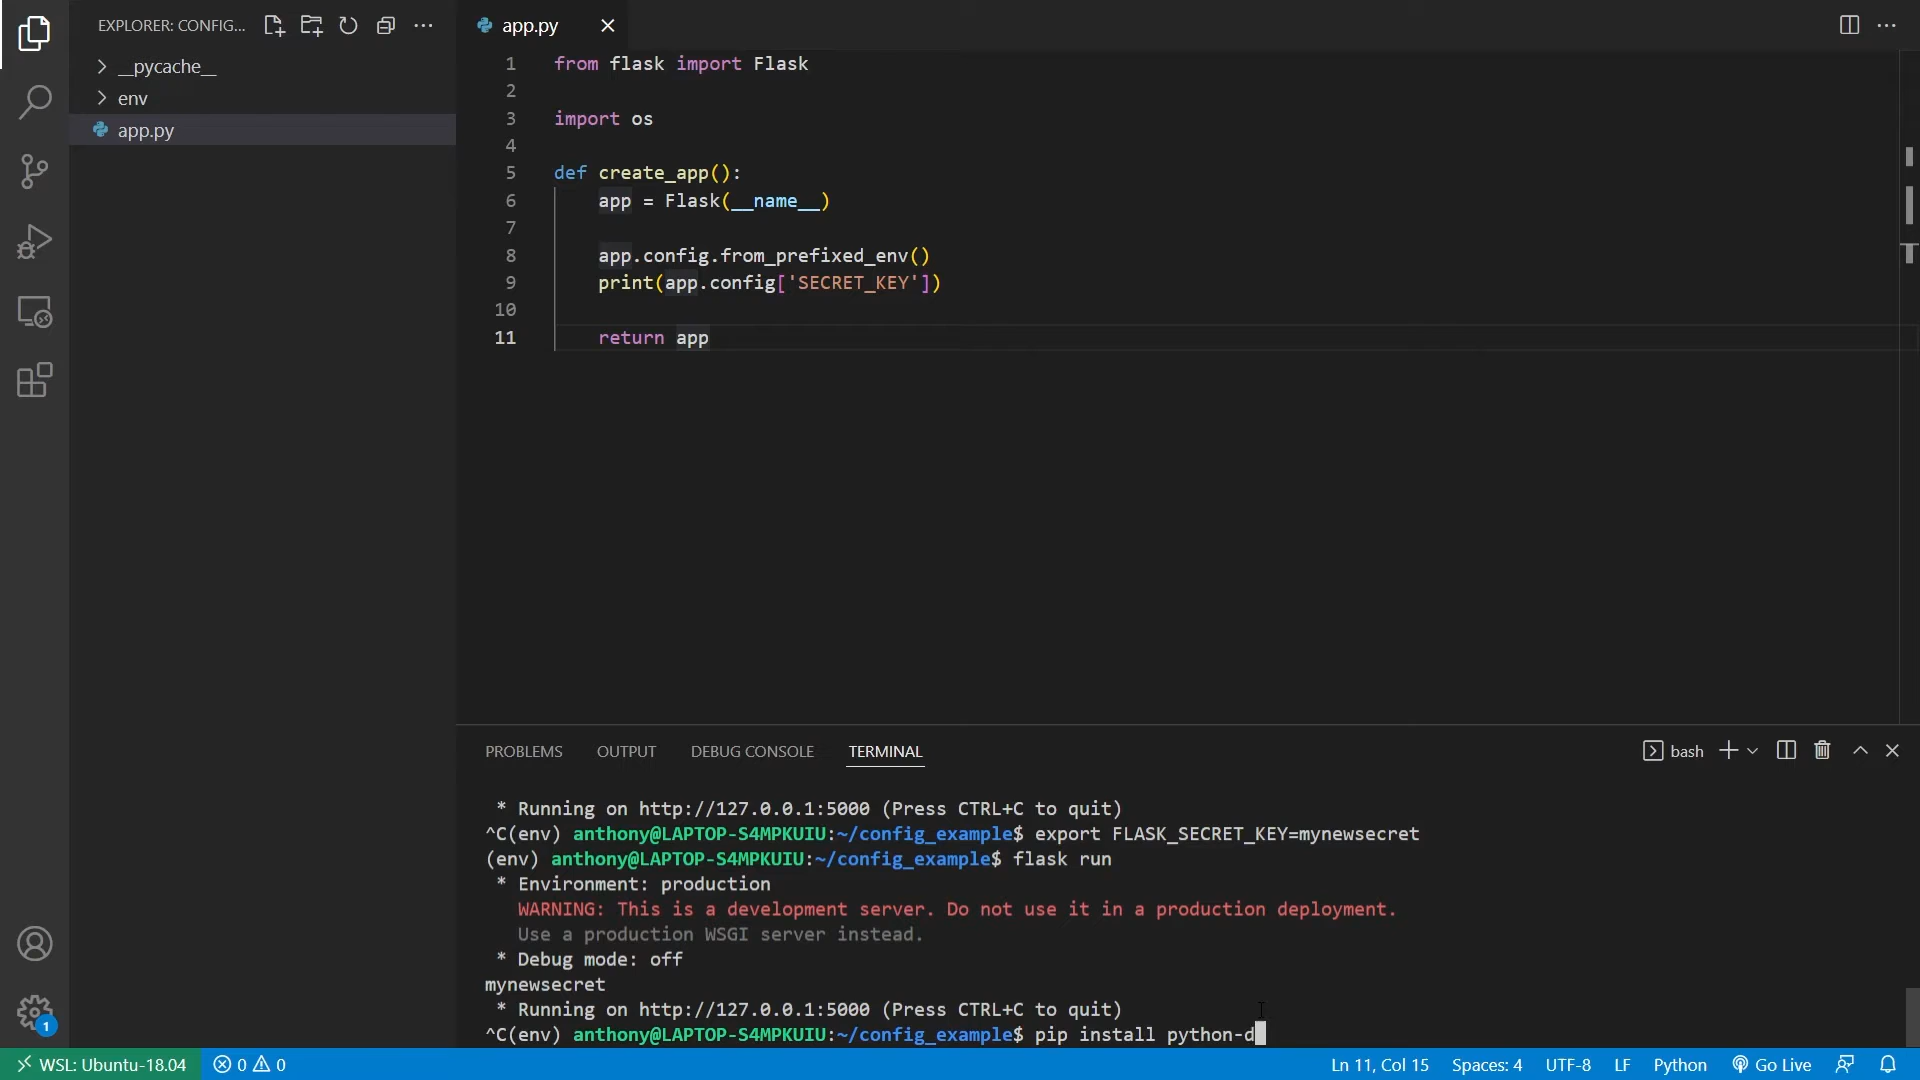 EXPLORER: CONFIG...
__pycache__
env
app.py
app.py
1 from flask import Flask
2
3 import os
4
5 def create_app():
6 app = Flask(__name__)
7
8 app.config.from_prefixed_env()
9 print(app.config['SECRET_KEY'])
10
11 return app
PROBLEMS OUTPUT DEBUG CONSOLE TERMINAL
bash
* Running on http://127.0.0.1:5000 (Press CTRL+C to quit)
^C(env) anthony@LAPTOP-S4MPKUIU:~/config_example$ export FLASK_SECRET_KEY=mynewsecret
(env) anthony@LAPTOP-S4MPKUIU:~/config_example$ flask run
* Environment: production
WARNING: This is a development server. Do not use it in a production deployment.
Use a production WSGI server instead.
* Debug mode: off
mynewsecret
* Running on http://127.0.0.1:5000 (Press CTRL+C to quit)
^C(env) anthony@LAPTOP-S4MPKUIU:~/config_example$ pip install python-d
1
WSL: Ubuntu-18.04 0 0 Ln 11, Col 15 Spaces: 4 UTF-8 LF Python Go Live